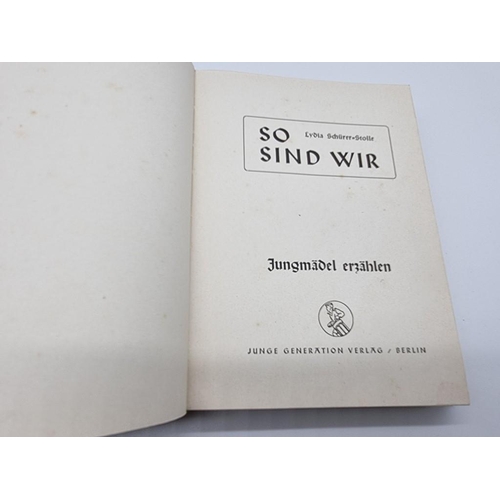 SO Lydia Schürer=Stolle
SIND WIR
Jungmädel erzählen
JUNGE GENERATION VERLAG / BERLIN